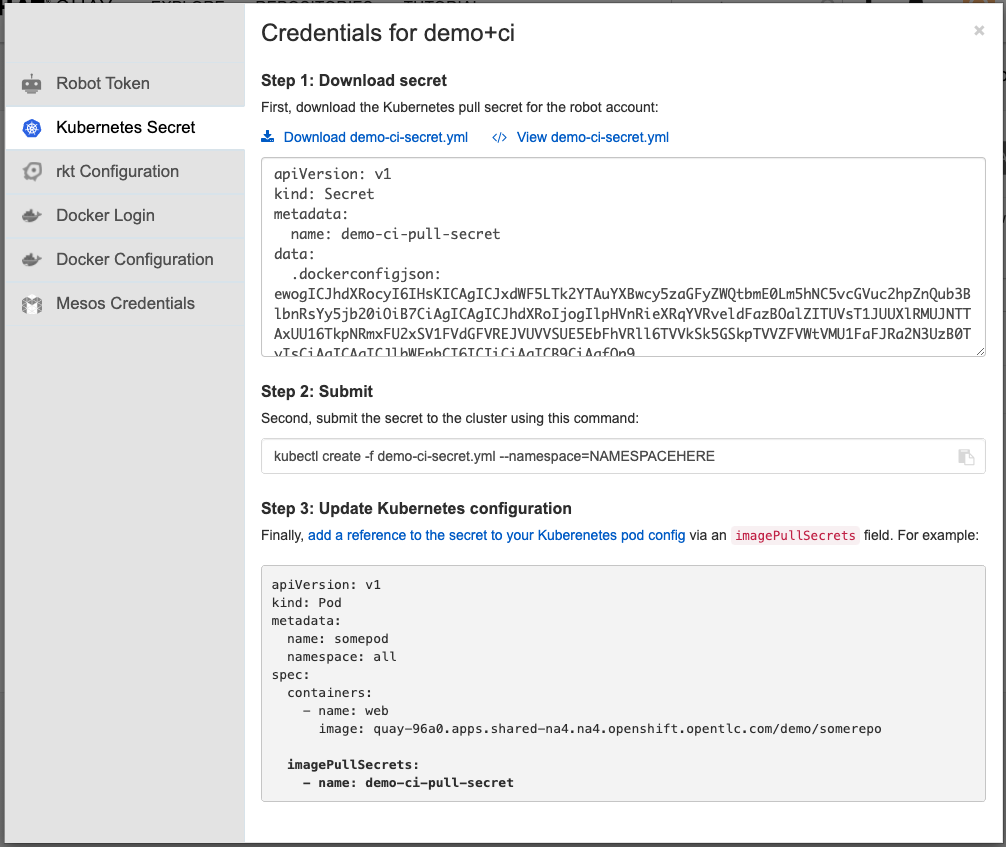 EXPLORE REPOSITORIES TUTORIAL
Credentials for demo+ci
×
Robot Token
Kubernetes Secret
rkt Configuration
Docker Login
Docker Configuration
Mesos Credentials
Step 1: Download secret
First, download the Kubernetes pull secret for the robot account:
Download demo-ci-secret.yml </> View demo-ci-secret.yml
apiVersion: v1
kind: Secret
metadata:
name: demo-ci-pull-secret
data:
.dockerconfigjson:
Step 2: Submit
Second, submit the secret to the cluster using this command:
kubectl create -f demo-ci-secret.yml --namespace=NAMESPACEHERE
Step 3: Update Kubernetes configuration
Finally, add a reference to the secret to your Kuberenetes pod config via an imagePullSecrets field. For example:
apiVersion: v1
kind: Pod
metadata:
name: somepod
namespace: all
spec:
containers:
- name: web
image: quay-96a0.apps.shared-na4.na4.openshift.opentlc.com/demo/somerepo
imagePullSecrets:
- name: demo-ci-pull-secret